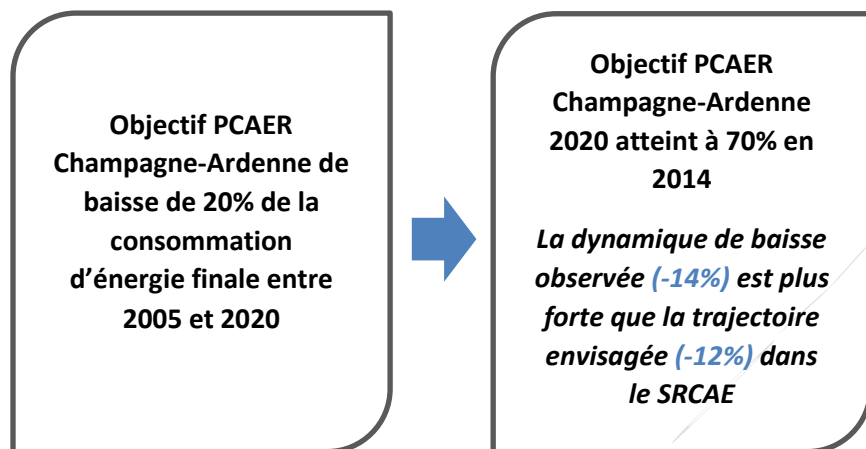 Objectif PCAER
Champagne-Ardenne de
baisse de 20% de la
consommation
d’énergie finale entre
2005 et 2020
Objectif PCAER
Champagne-Ardenne
2020 atteint à 70% en
2014
La dynamique de baisse
observée (-14%) est plus
forte que la trajectoire
envisagée (-12%) dans
le SRCAE